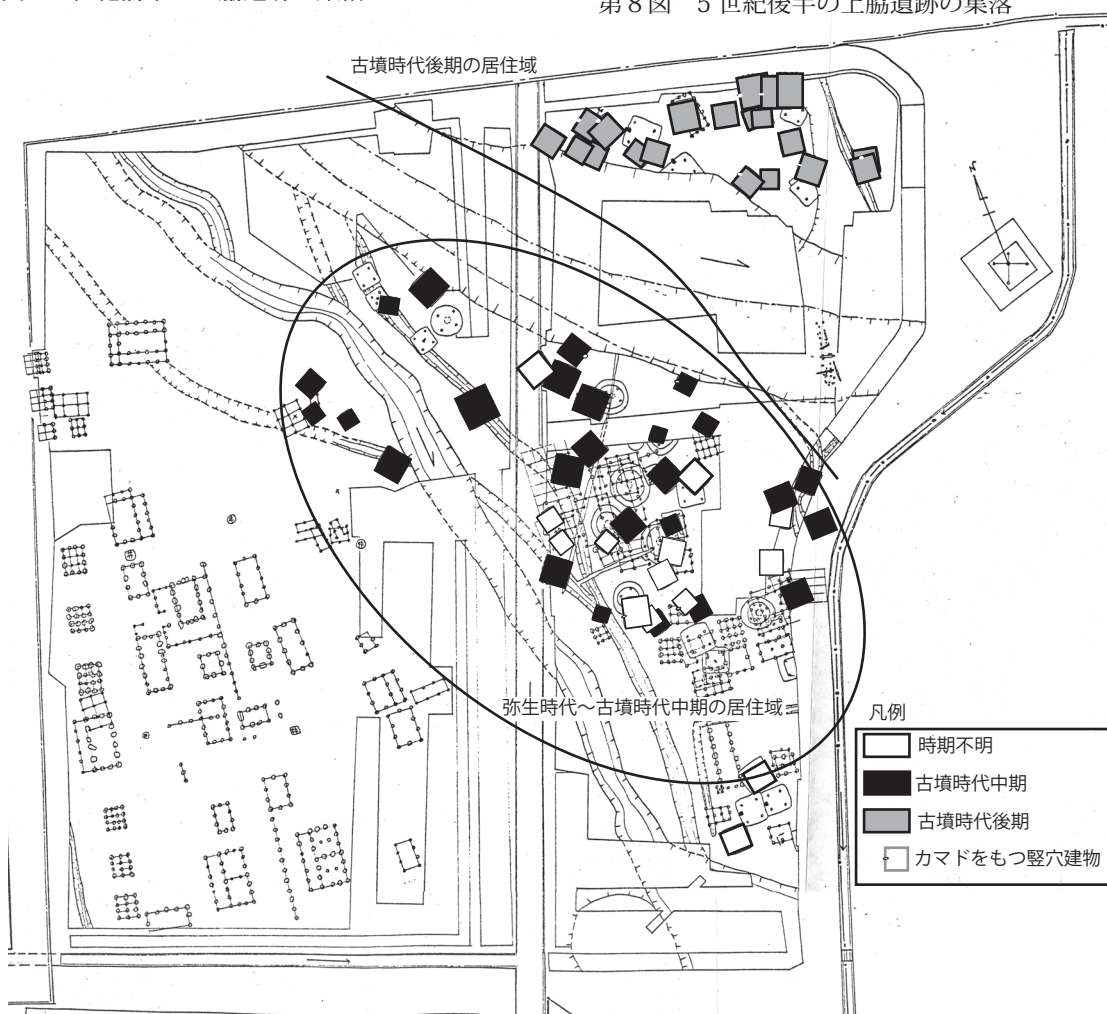 第8図 5世紀後半の上脇遺跡の集落
古墳時代後期の居住域
N
弥生時代～古墳時代中期の居住域
凡例
時期不明
古墳時代中期
古墳時代後期
カマドをもつ竪穴建物